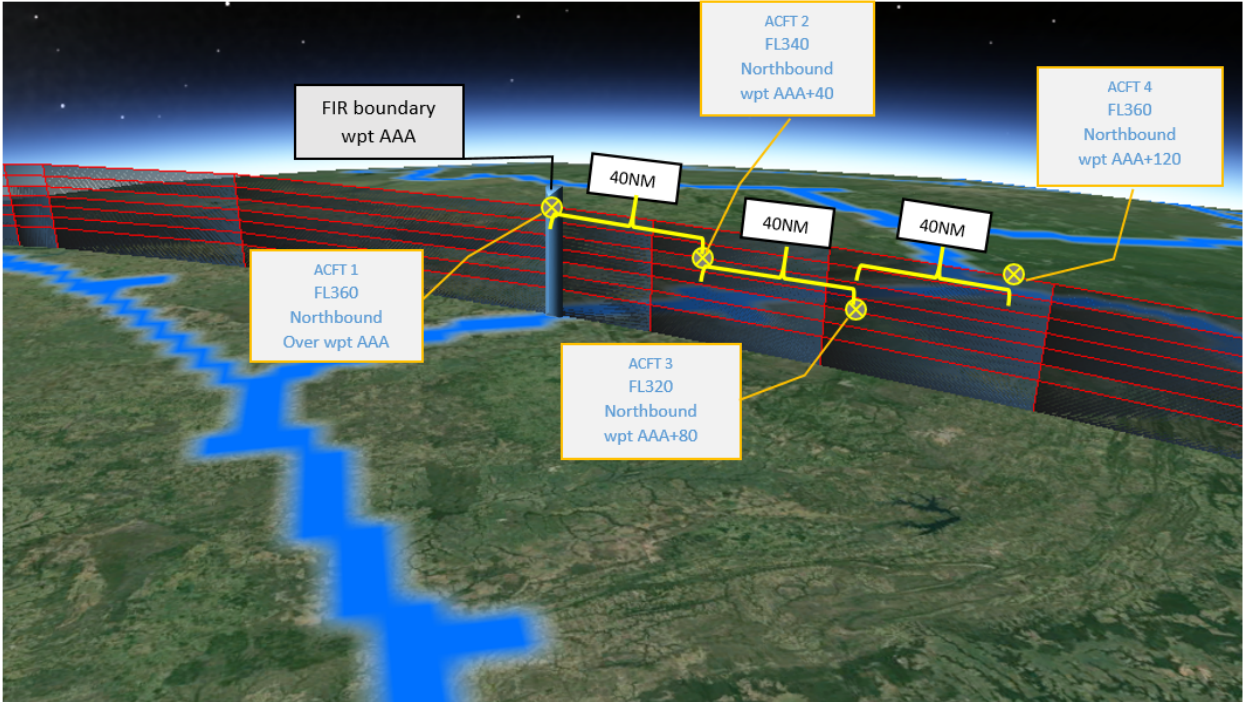 ACFT 2
FL340
Northbound
wpt AAA+40
ACFT 4
FL360
Northbound
wpt AAA+120
FIR boundary
wpt AAA
40NM
40NM
40NM
ACFT 1
FL360
Northbound
Over wpt AAA
ACFT 3
FL320
Northbound
wpt AAA+80